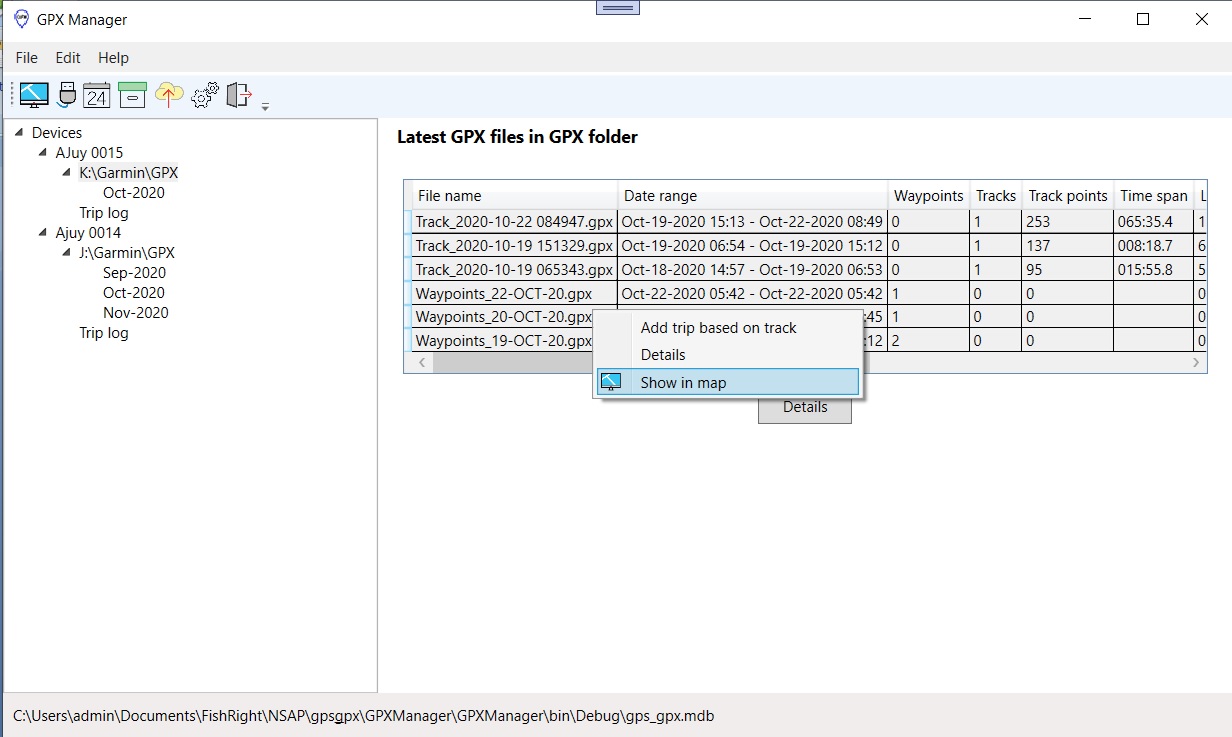 GPX Manager
File Edit Help
24
Devices
AJuy 0015
K:\Garmin\GPX
Oct-2020
Trip log
Ajuy 0014
J:\Garmin\GPX
Sep-2020
Oct-2020
Nov-2020
Trip log
Latest GPX files in GPX folder
File name Date range Waypoints Tracks Track points Time span L
Track_2020-10-22 084947.gpx Oct-19-2020 15:13 - Oct-22-2020 08:49 0 1 253 065:35.4 1
Track_2020-10-19 151329.gpx Oct-19-2020 06:54 - Oct-19-2020 15:12 0 1 137 008:18.7 6
Track_2020-10-19 065343.gpx Oct-18-2020 14:57 - Oct-19-2020 06:53 0 1 95 015:55.8 5
Waypoints_22-OCT-20.gpx Oct-22-2020 05:42 - Oct-22-2020 05:42 1 0 0 0
Waypoints_20-OCT-20.gpx :45 1 0 0 0
Waypoints_19-OCT-20.gpx :12 2 0 0 0
Add trip based on track
Details
Show in map
Details
C:\Users\admin\Documents\FishRight\NSAP\gpsgpx\GPXManager\GPXManager\bin\Debug\gps_gpx.mdb